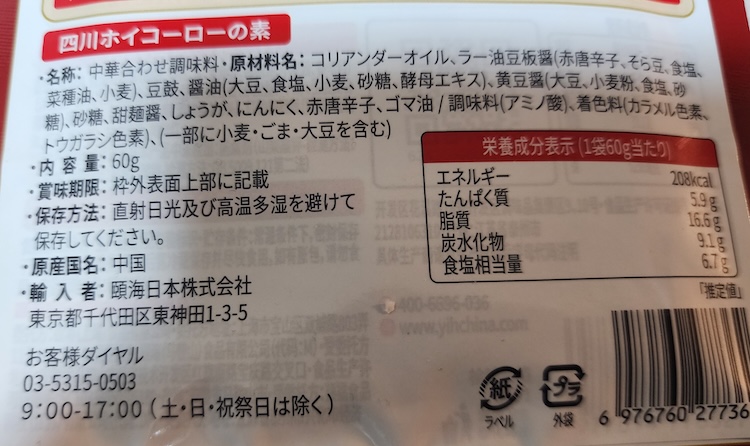 四川ホイコーローの素
・名称：中華合わせ調味料・原材料名：コリアンダーオイル、ラー油豆板醤(赤唐辛子、そら豆、食塩、
菜種油、小麦)、豆鼓、醤油(大豆、食塩、小麦、砂糖、酵母エキス)、黄豆醤(大豆、小麦粉、食塩、砂
糖)、砂糖、甜麺醤、しょうが、にんにく、赤唐辛子、ゴマ油 / 調味料(アミノ酸)、着色料(カラメル色素、
トウガラシ色素)、(一部に小麦・ごま・大豆を含む)
・内 容 量：60g
・賞味期限：枠外表面上部に記載
・保存方法：直射日光及び高温多湿を避けて
保存してください。
・原産国名：中国
・輸 入 者：頤海日本株式会社
東京都千代田区東神田1-3-5
お客様ダイヤル
03-5315-0503
9：00-17：00（土・日・祝祭日は除く）
栄養成分表示 (1袋60g当たり)
エネルギー 208kcal
たんぱく質 5.9g
脂質 16.6g
炭水化物 9.1g
食塩相当量 6.7g
「推定値」
400-6696-036
www.yihchina.com
紙
ラベル
プラ
外袋
6 976760 27736